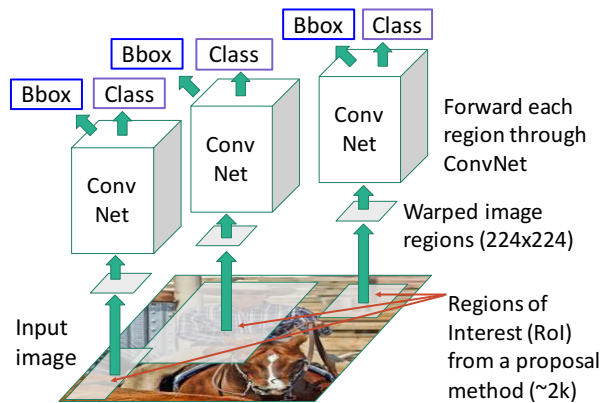 Bbox
Class
Bbox
Class
Bbox
Class
Conv
Net
Conv
Net
Conv
Net
Forward each
region through
ConvNet
Warped image
regions (224x224)
Input
image
Regions of
Interest (RoI)
from a proposal
method (~2k)